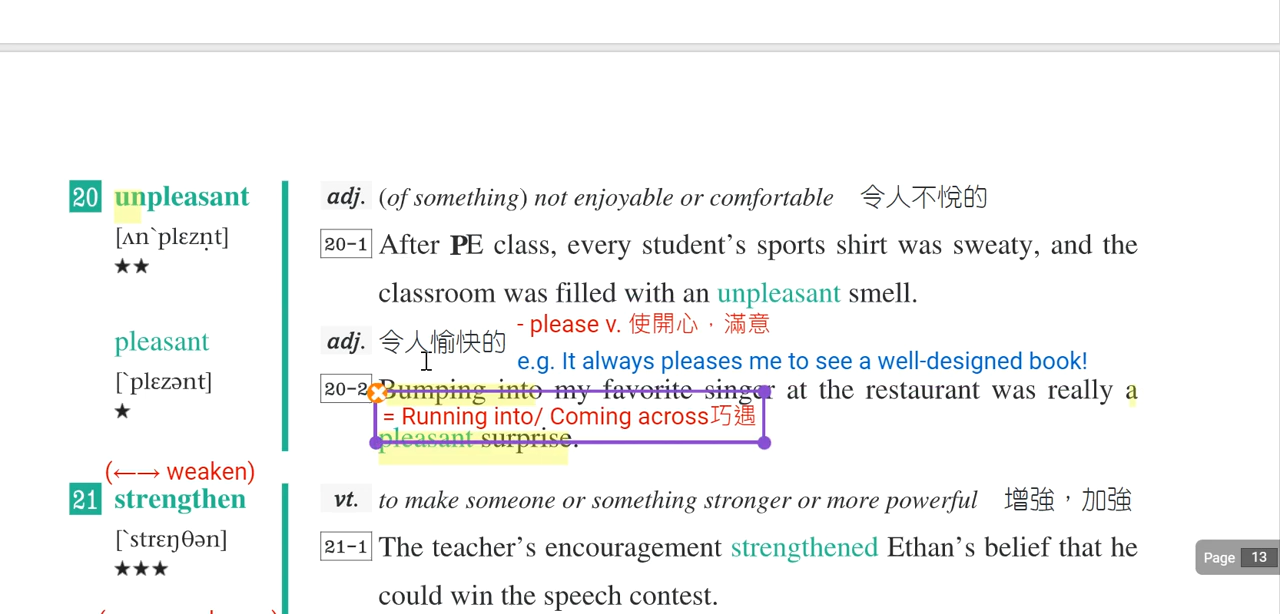 20 unpleasant adj. (of something) not enjoyable or comfortable 令人不悅的
[ʌn`plɛzn̩t] 20-1 After PE class, every student's sports shirt was sweaty, and the
★★ classroom was filled with an unpleasant smell.
- please v. 使開心，滿意
pleasant adj. 令人愉快的
e.g. It always pleases me to see a well-designed book!
[`plɛzənt] 20-2 Bumping into my favorite singer at the restaurant was really a
★ = Running into/ Coming across巧遇
pleasant surprise.
(←→ weaken)
21 strengthen vt. to make someone or something stronger or more powerful 增強，加強
[`strɛŋθən] 21-1 The teacher's encouragement strengthened Ethan's belief that he
★★★ could win the speech contest.
Page 13